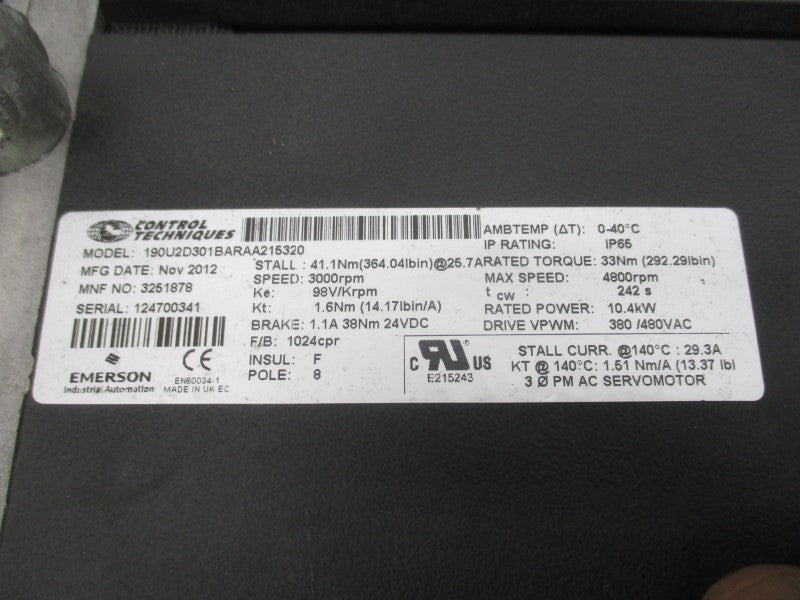 CONTROL
TECHNIQUES
MODEL: 190U2D301BARAA215320
MFG DATE: Nov 2012
MNF NO: 3251878
SERIAL: 124700341
EMERSON
Industrial Automation
CE
EN60034-1
MADE IN UK EC
STALL : 41.1Nm(364.04lbin)@25.7A
SPEED: 3000rpm
Ke: 98V/Krpm
Kt: 1.6Nm (14.17lbin/A)
BRAKE: 1.1A 38Nm 24VDC
F/B: 1024cpr
INSUL: F
POLE: 8
AMBTEMP (ΔT): 0-40°C
IP RATING: IP65
RATED TORQUE: 33Nm (292.29lbin)
MAX SPEED: 4800rpm
t cw : 242 s
RATED POWER: 10.4kW
DRIVE VPWM: 380 /480VAC
C RU US
E215243
STALL CURR. @140°C : 29.3A
KT @ 140°C: 1.51 Nm/A (13.37 lbi
3 Ø PM AC SERVOMOTOR